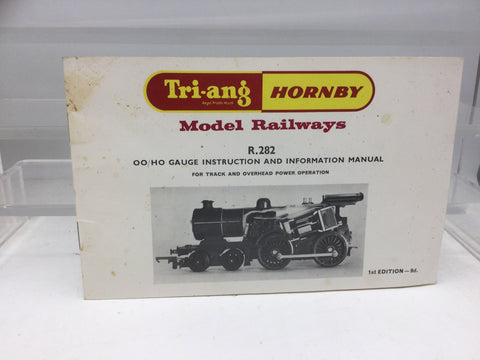 Tri-ang HORNBY
Regd. Trade Mark
Model Railways
R.282
OO/HO GAUGE INSTRUCTION AND INFORMATION MANUAL
FOR TRACK AND OVERHEAD POWER OPERATION
1st EDITION — 9d.